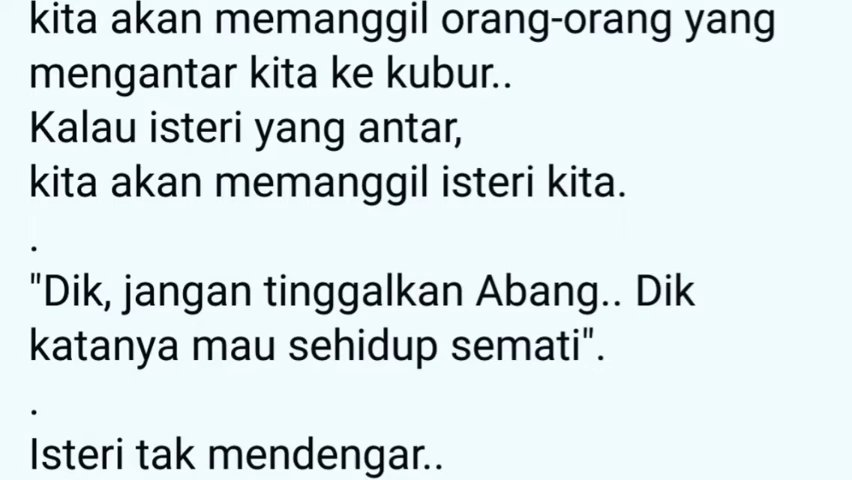 kita akan memanggil orang-orang yang
mengantar kita ke kubur..
Kalau isteri yang antar,
kita akan memanggil isteri kita.
.
"Dik, jangan tinggalkan Abang.. Dik
katanya mau sehidup semati".
.
Isteri tak mendengar..